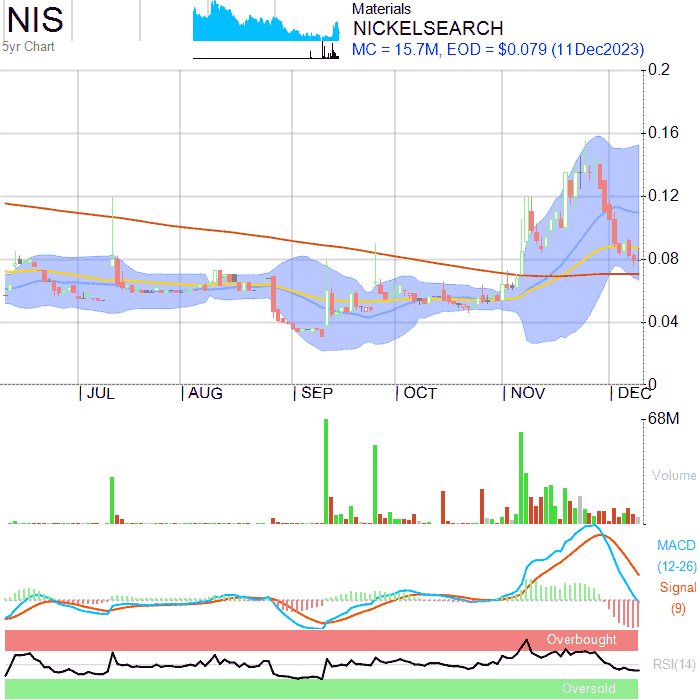 NIS
5yr Chart
Materials
NICKELSEARCH
MC = 15.7M, EOD = $0.079 (11Dec2023)
0.2
0.16
0.12
0.08
0.04
0
JUL AUG SEP OCT NOV DEC
68M
Volume
MACD
(12-26)
Signal
(9)
Overbought
RSI(14)
Oversold